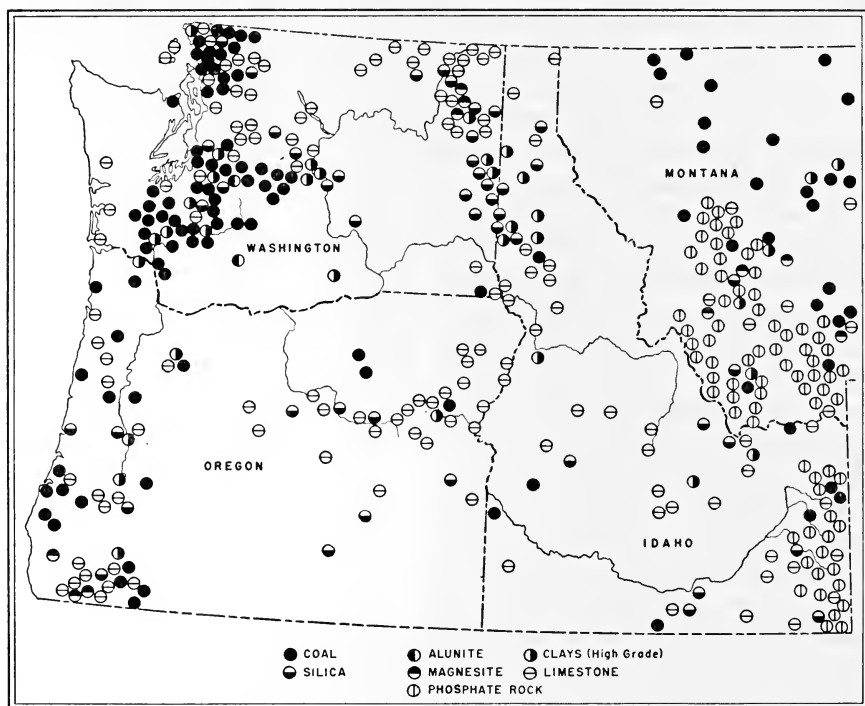 MONTANA
WASHINGTON
OREGON
IDAHO
COAL ALUNITE CLAYS (High Grade)
SILICA MAGNESITE LIMESTONE
PHOSPHATE ROCK